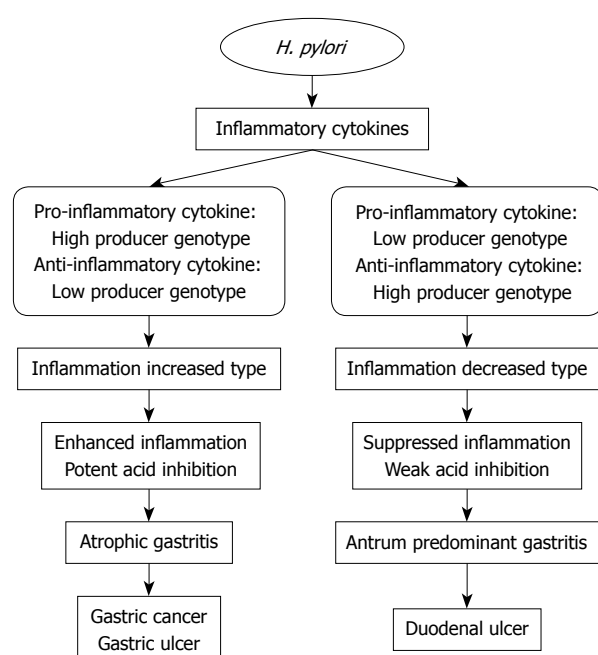 H. pylori
Inflammatory cytokines
Pro-inflammatory cytokine:
High producer genotype
Anti-inflammatory cytokine:
Low producer genotype
Pro-inflammatory cytokine:
Low producer genotype
Anti-inflammatory cytokine:
High producer genotype
Inflammation increased type
Inflammation decreased type
Enhanced inflammation
Potent acid inhibition
Suppressed inflammation
Weak acid inhibition
Atrophic gastritis
Antrum predominant gastritis
Gastric cancer
Gastric ulcer
Duodenal ulcer